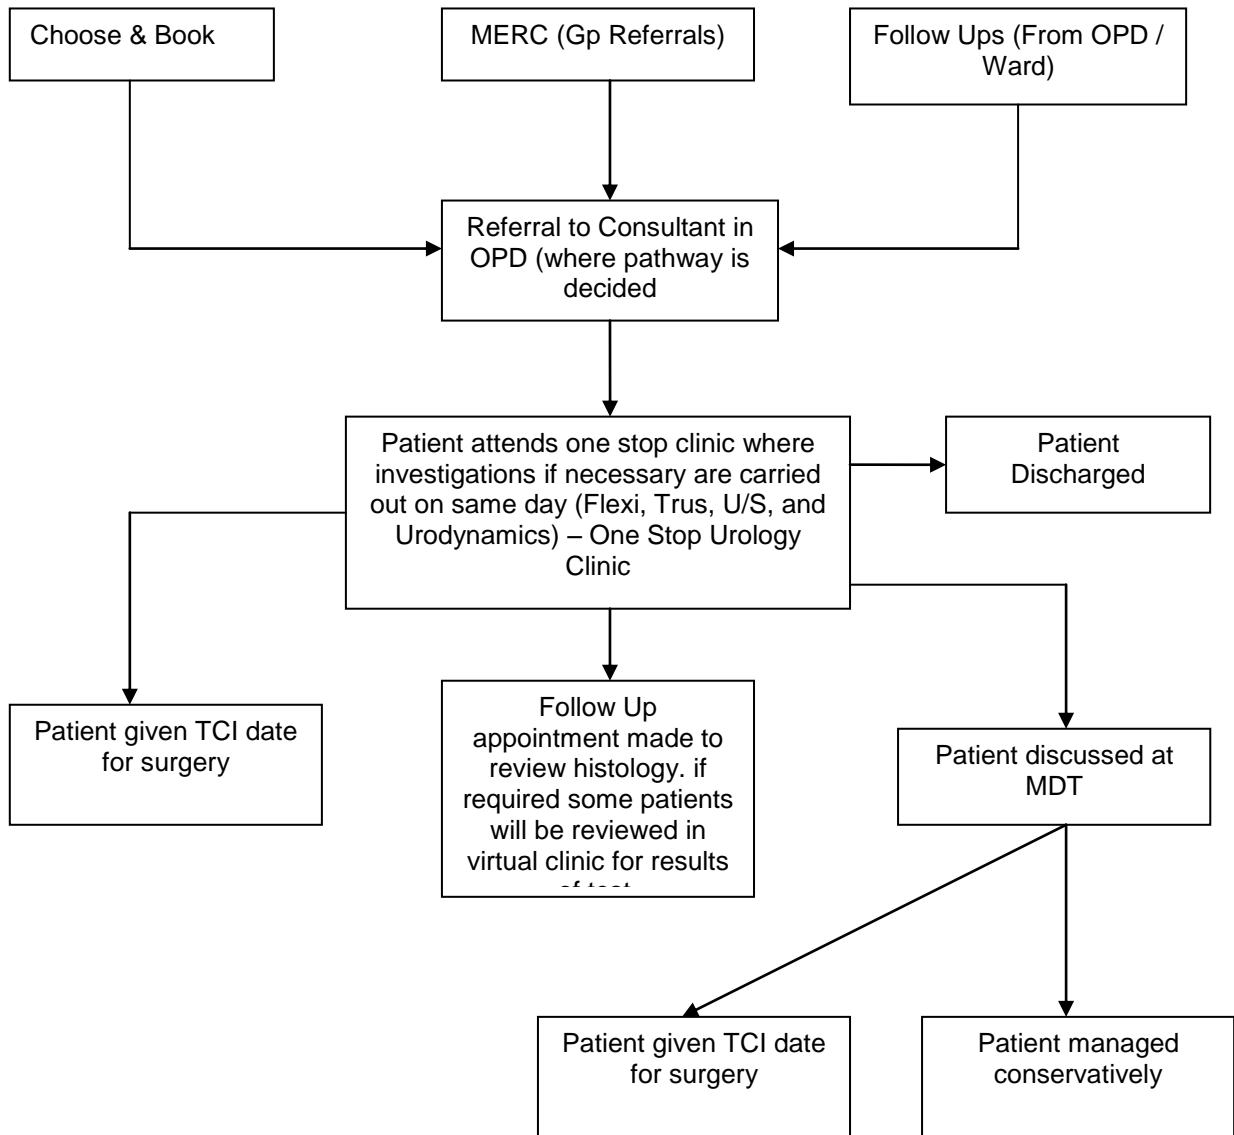 Choose & Book
MERC (Gp Referrals)
Follow Ups (From OPD /
Ward)
Referral to Consultant in
OPD (where pathway is
decided
Patient attends one stop clinic where
investigations if necessary are carried
out on same day (Flexi, Trus, U/S, and
Urodynamics) – One Stop Urology
Clinic
Patient
Discharged
Patient given TCI date
for surgery
Follow Up
appointment made to
review histology. if
required some patients
will be reviewed in
virtual clinic for results
of test
Patient discussed at
MDT
Patient given TCI date
for surgery
Patient managed
conservatively